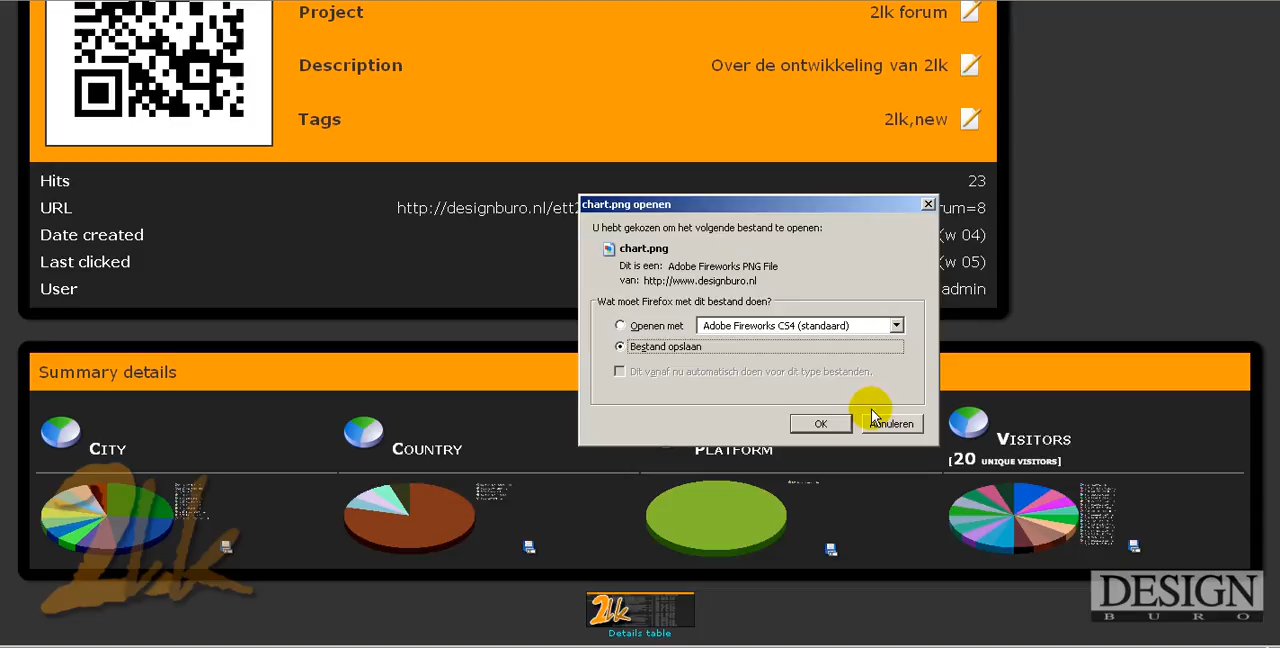 Project 2lk forum
Description Over de ontwikkeling van 2lk
Tags 2lk,new
Hits 23
URL http://designburo.nl/ett rum=8
Date created (w 04)
Last clicked (w 05)
User admin
chart.png openen
U hebt gekozen om het volgende bestand te openen:
chart.png
Dit is een: Adobe Fireworks PNG File
van: http://www.designburo.nl
Wat moet Firefox met dit bestand doen?
Openen met Adobe Fireworks CS4 (standaard)
Bestand opslaan
Dit vanaf nu automatisch doen voor dit type bestanden.
OK Annuleren
Summary details
CITY
COUNTRY
PLATFORM
VISITORS
[20 UNIQUE VISITORS]
2lk
2lk
Details table
DESIGN
BURO